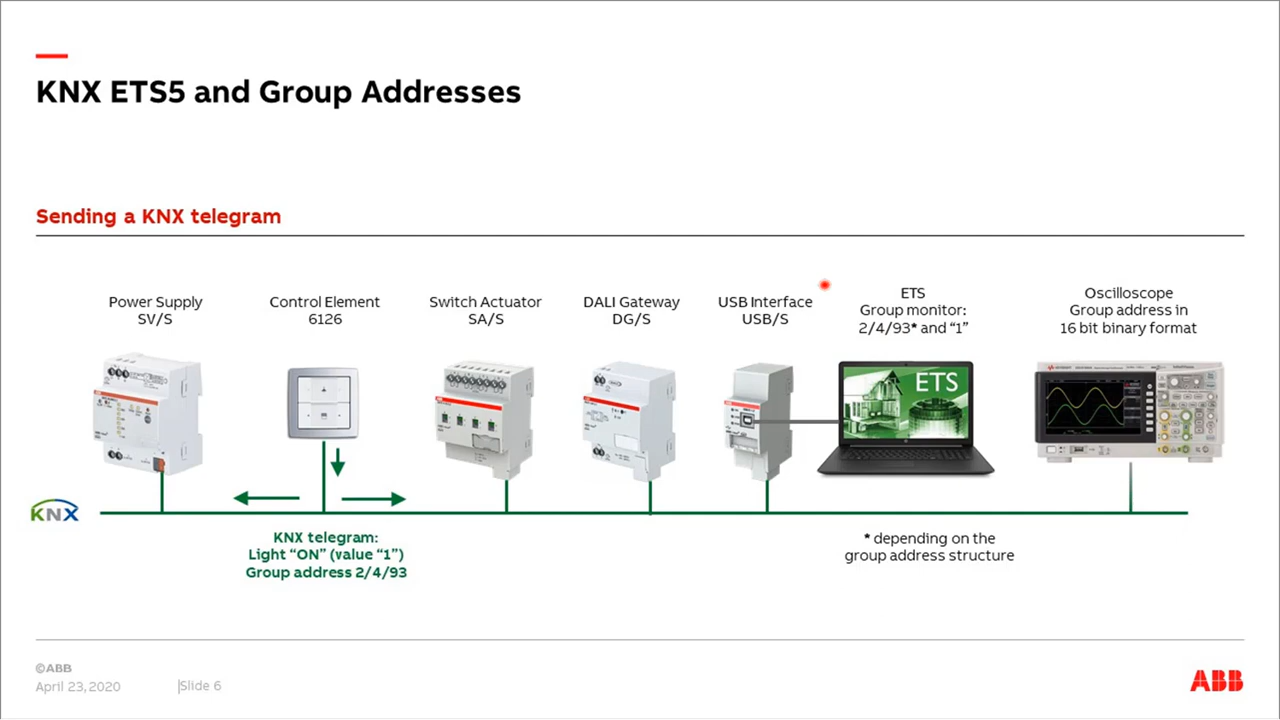 KNX ETS5 and Group Addresses
Sending a KNX telegram
Power Supply
SV/S
Control Element
6126
Switch Actuator
SA/S
DALI Gateway
DG/S
USB Interface
USB/S
ETS
Group monitor:
2/4/93* and “1”
Oscilloscope
Group address in
16 bit binary format
ETS
KNX
KNX telegram:
Light “ON” (value “1”)
Group address 2/4/93
* depending on the
group address structure
©ABB
April 23, 2020
|Slide 6
ABB